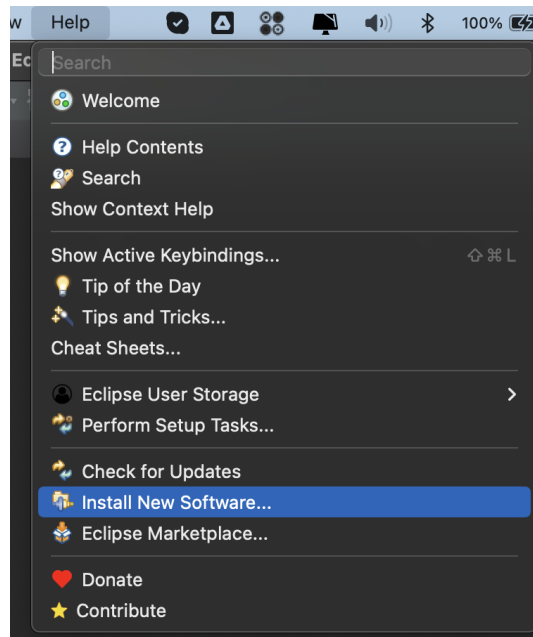 w Help 100%
Ec
Search
Welcome
Help Contents
Search
Show Context Help
Show Active Keybindings... ⇧⌘L
Tip of the Day
Tips and Tricks...
Cheat Sheets...
Eclipse User Storage
Perform Setup Tasks...
Check for Updates
Install New Software...
Eclipse Marketplace...
Donate
Contribute